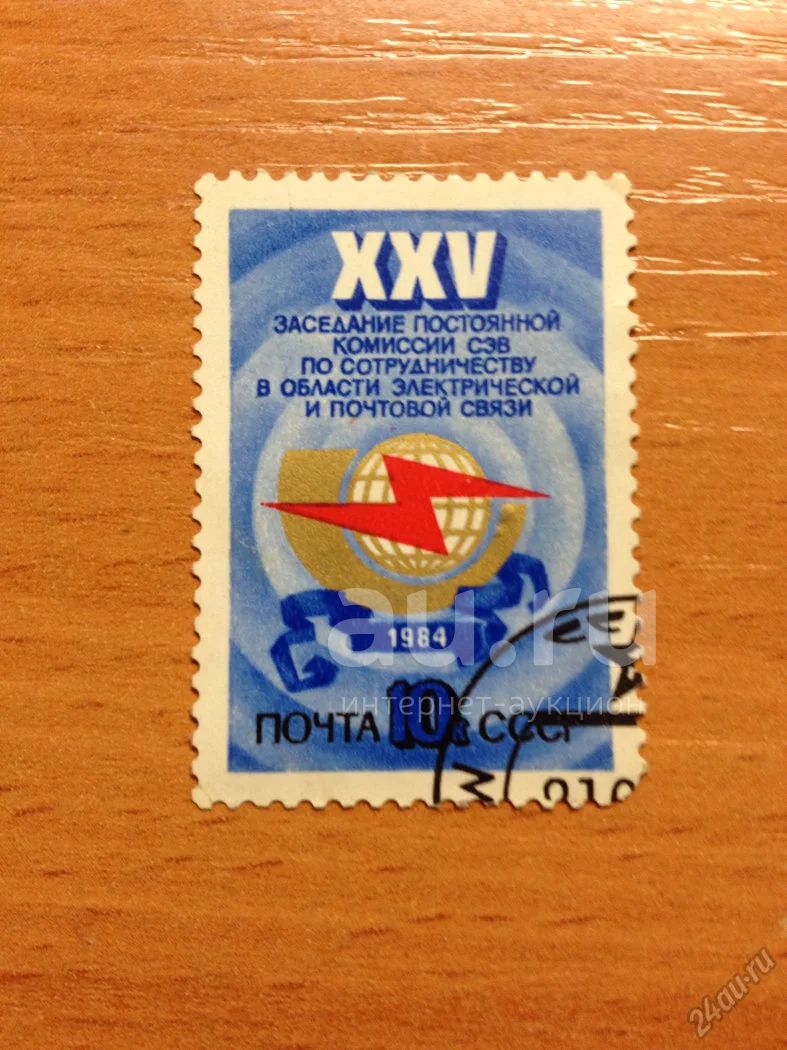 XXV
ЗАСЕДАНИЕ ПОСТОЯННОЙ
КОМИССИИ СЭВ
ПО СОТРУДНИЧЕСТВУ
В ОБЛАСТИ ЭЛЕКТРИЧЕСКОЙ
И ПОЧТОВОЙ СВЯЗИ
au.ru
1984
интернет-аукцион
ПОЧТА 10к СССР
24au.ru